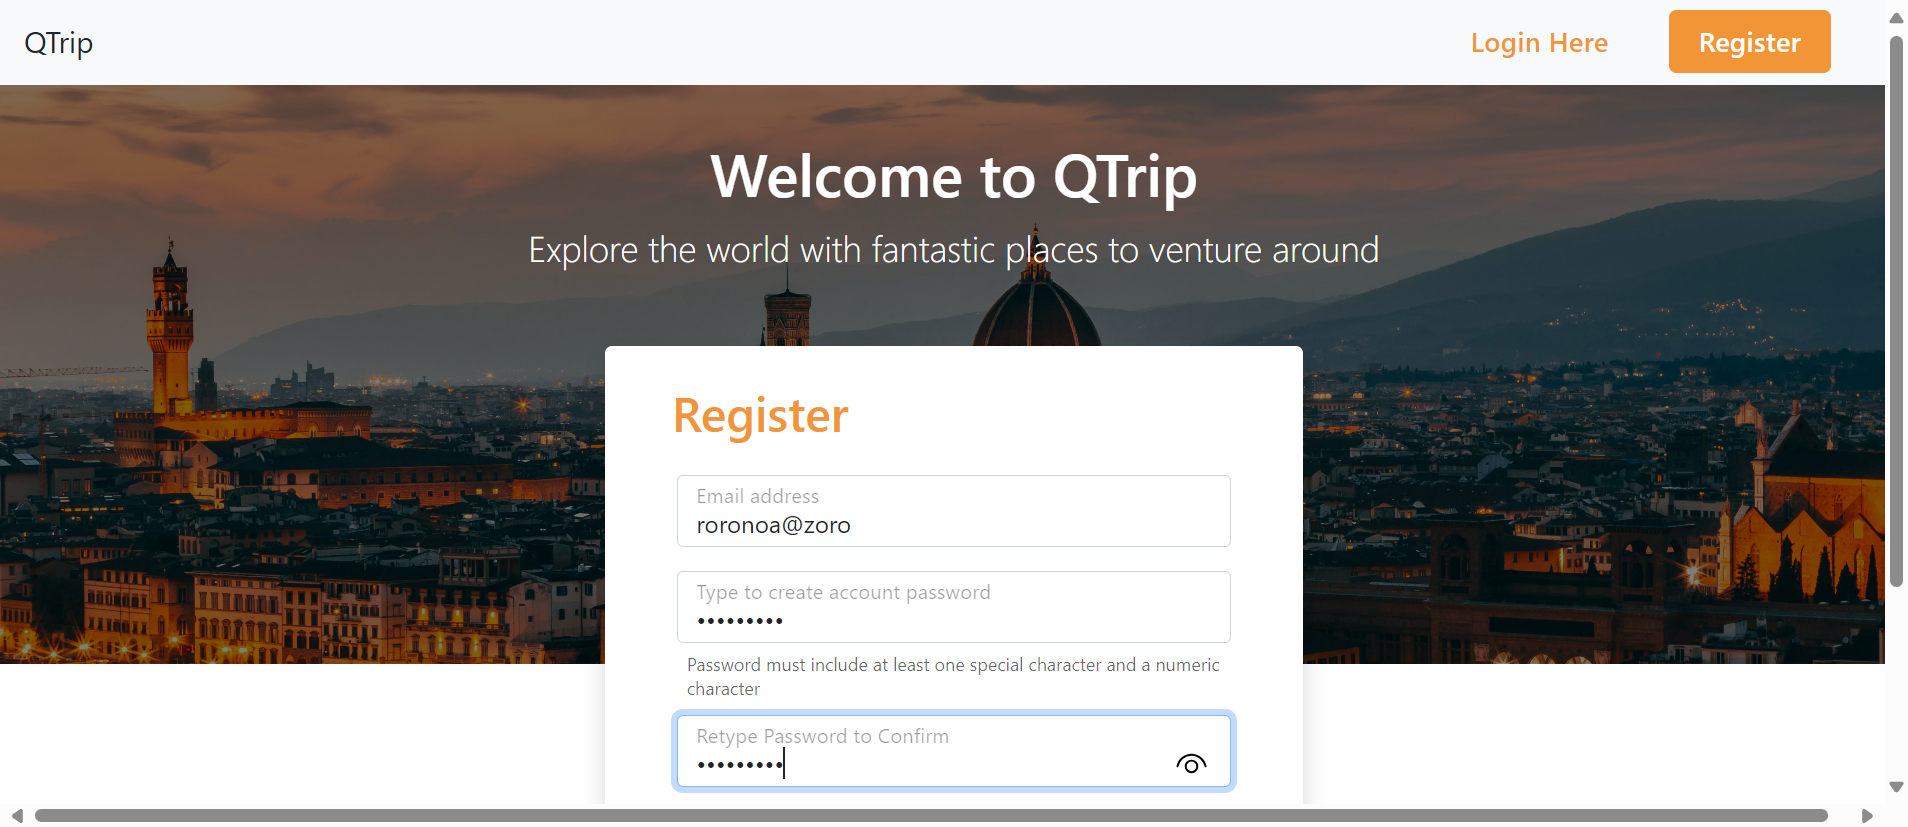 QTrip
Login Here
Register
Welcome to QTrip
Explore the world with fantastic places to venture around
Register
Email address
roronoa@zoro
Type to create account password
•••••••••
Password must include at least one special character and a numeric
character
Retype Password to Confirm
•••••••••